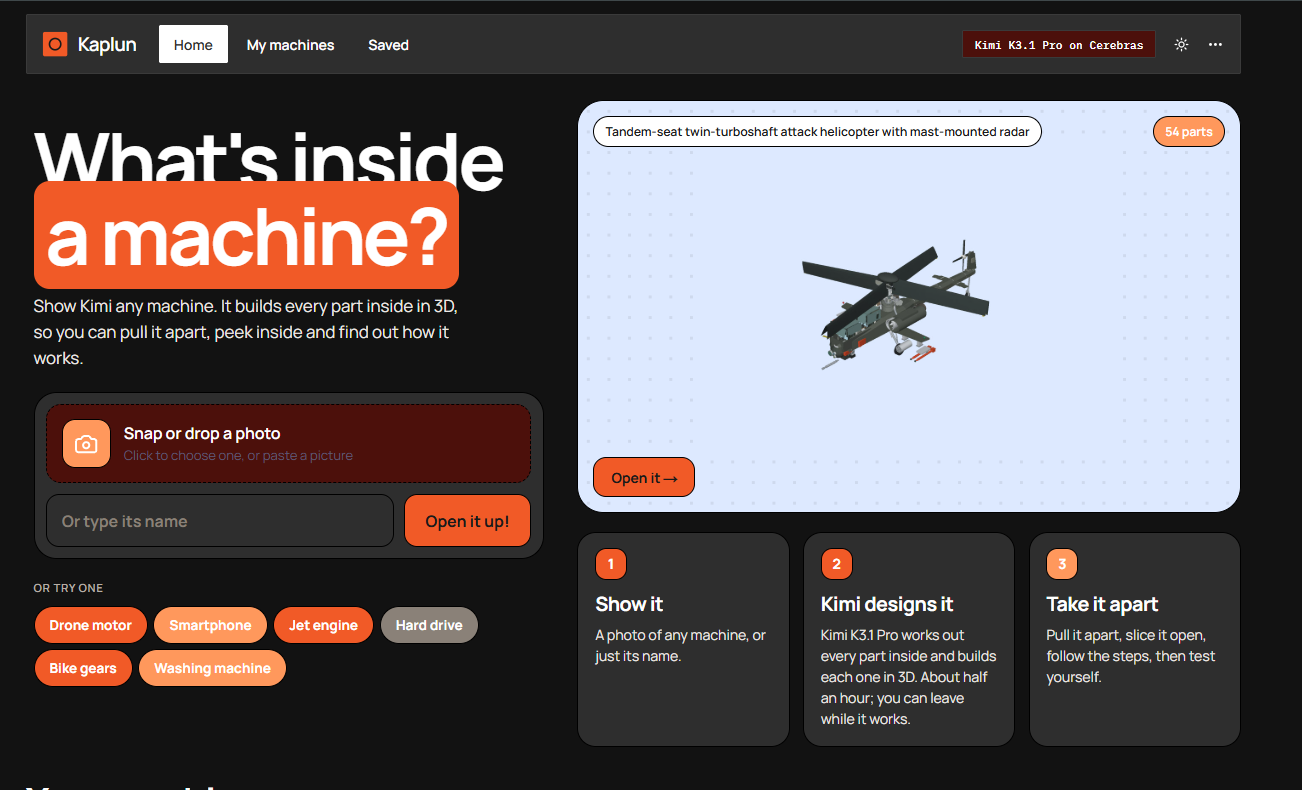 Kaplun
Home
My machines
Saved
Kimi K3.1 Pro on Cerebras
What's inside
a machine?
Show Kimi any machine. It builds every part inside in 3D,
so you can pull it apart, peek inside and find out how it
works.
Snap or drop a photo
Click to choose one, or paste a picture
Or type its name
Open it up!
OR TRY ONE
Drone motor
Smartphone
Jet engine
Hard drive
Bike gears
Washing machine
Tandem-seat twin-turboshaft attack helicopter with mast-mounted radar
54 parts
Open it →
1
Show it
A photo of any machine, or
just its name.
2
Kimi designs it
Kimi K3.1 Pro works out
every part inside and builds
each one in 3D. About half
an hour; you can leave
while it works.
3
Take it apart
Pull it apart, slice it open,
follow the steps, then test
yourself.